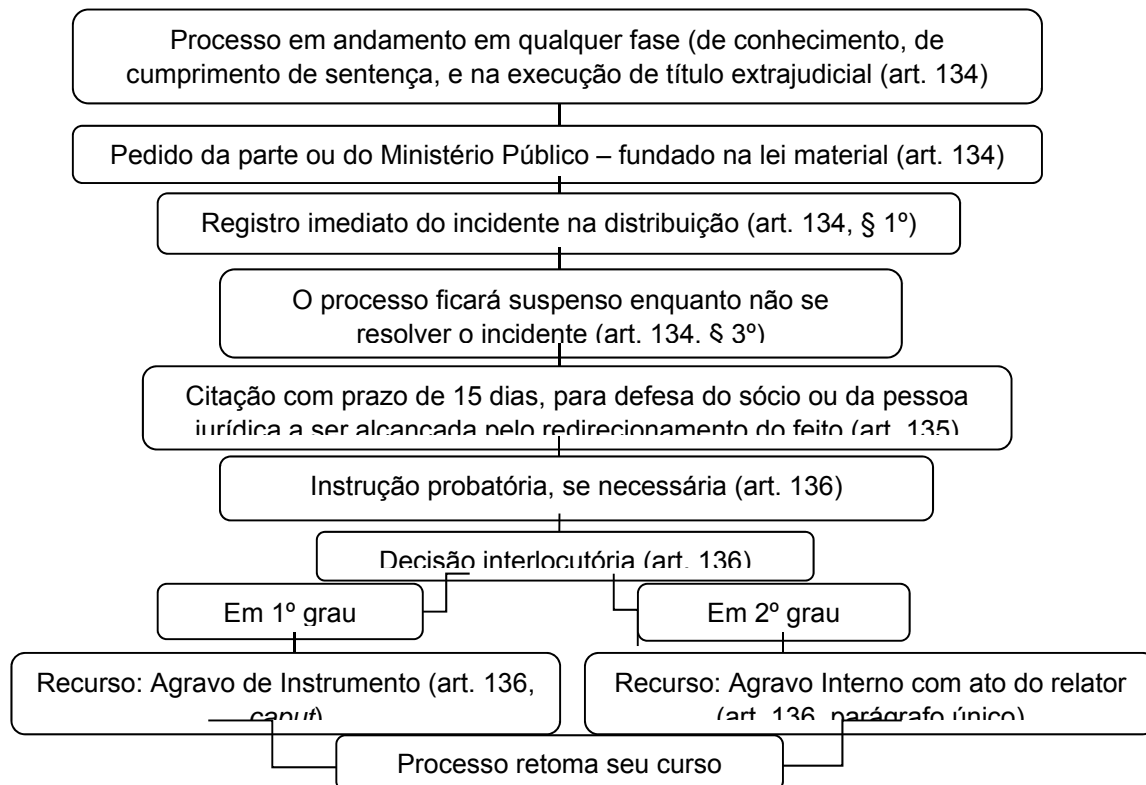 Processo em andamento em qualquer fase (de conhecimento, de
cumprimento de sentença, e na execução de título extrajudicial (art. 134)
Pedido da parte ou do Ministério Público – fundado na lei material (art. 134)
Registro imediato do incidente na distribuição (art. 134, § 1º)
O processo ficará suspenso enquanto não se
resolver o incidente (art. 134. § 3º)
Citação com prazo de 15 dias, para defesa do sócio ou da pessoa
jurídica a ser alcançada pelo redirecionamento do feito (art. 135)
Instrução probatória, se necessária (art. 136)
Decisão interlocutória (art. 136)
Em 1º grau
Em 2º grau
Recurso: Agravo de Instrumento (art. 136,
caput)
Recurso: Agravo Interno com ato do relator
(art. 136, parágrafo único)
Processo retoma seu curso